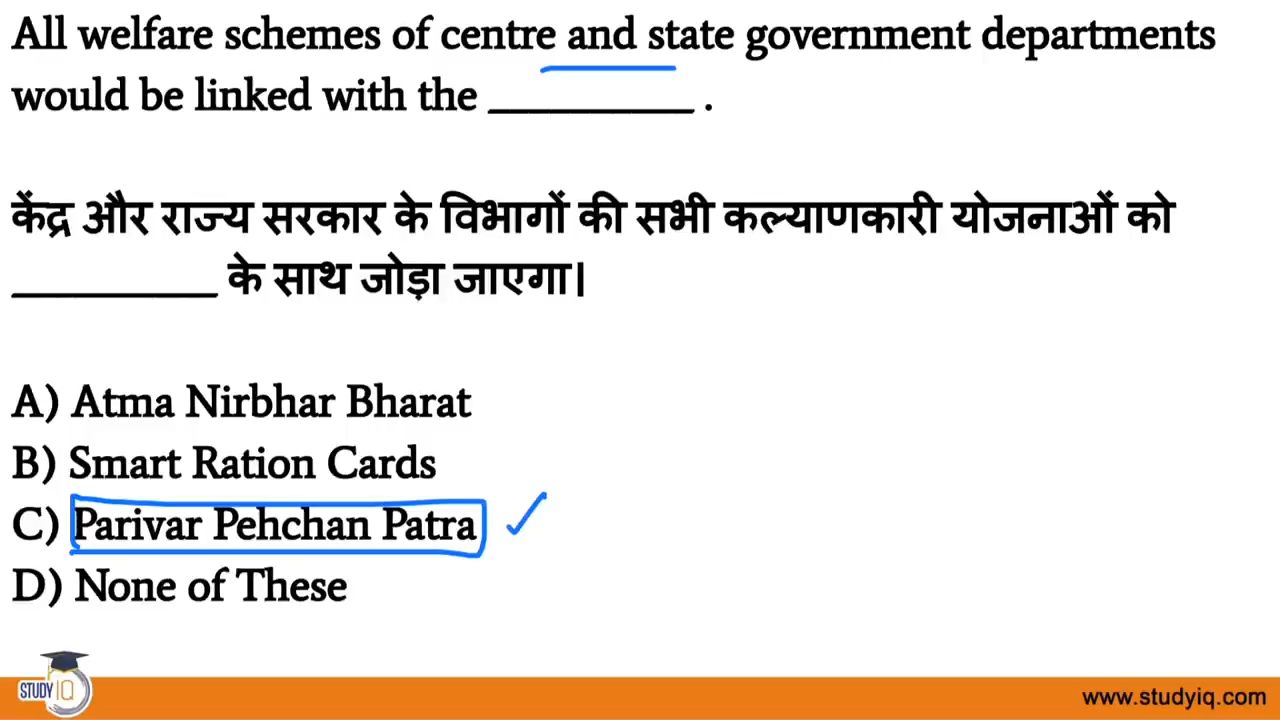 All welfare schemes of centre and state government departments
would be linked with the __________ .
केंद्र और राज्य सरकार के विभागों की सभी कल्याणकारी योजनाओं को
__________ के साथ जोड़ा जाएगा।
A) Atma Nirbhar Bharat
B) Smart Ration Cards
C) Parivar Pehchan Patra
D) None of These
STUDY IQ
www.studyiq.com